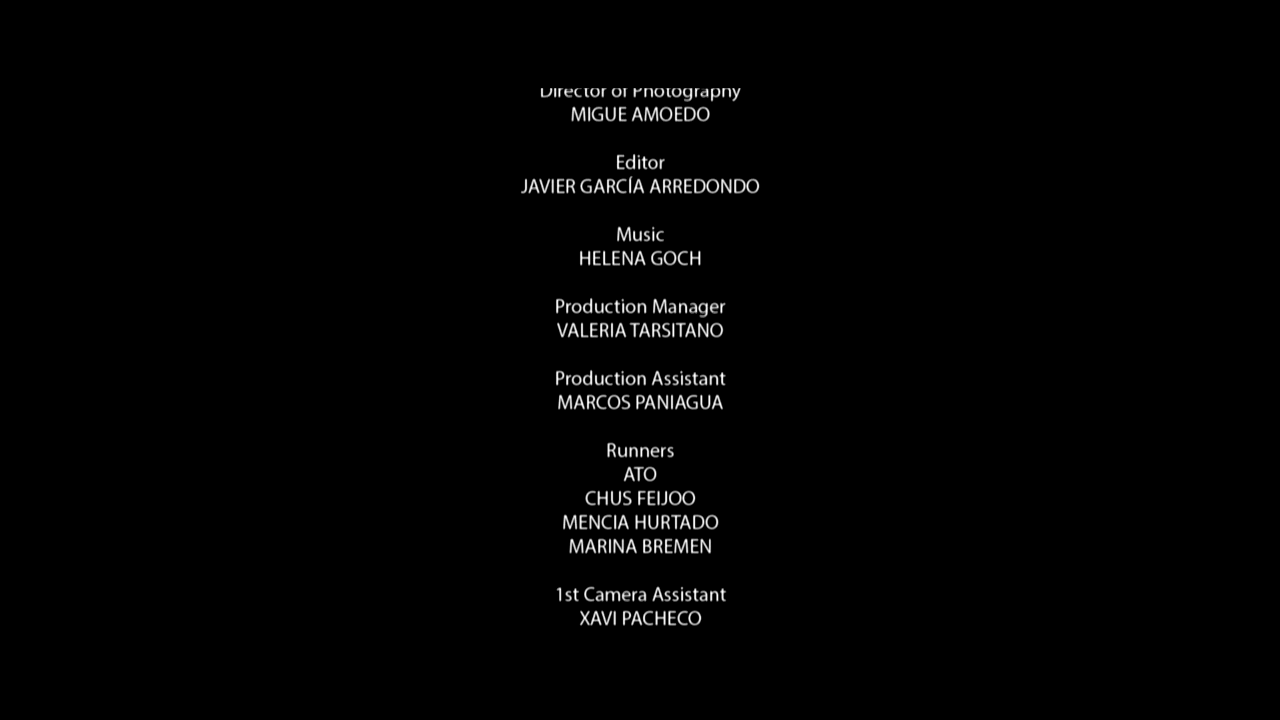 Director of Photography
MIGUE AMOEDO
Editor
JAVIER GARCÍA ARREDONDO
Music
HELENA GOCH
Production Manager
VALERIA TARSITANO
Production Assistant
MARCOS PANIAGUA
Runners
ATO
CHUS FEIJOO
MENCIA HURTADO
MARINA BREMEN
1st Camera Assistant
XAVI PACHECO